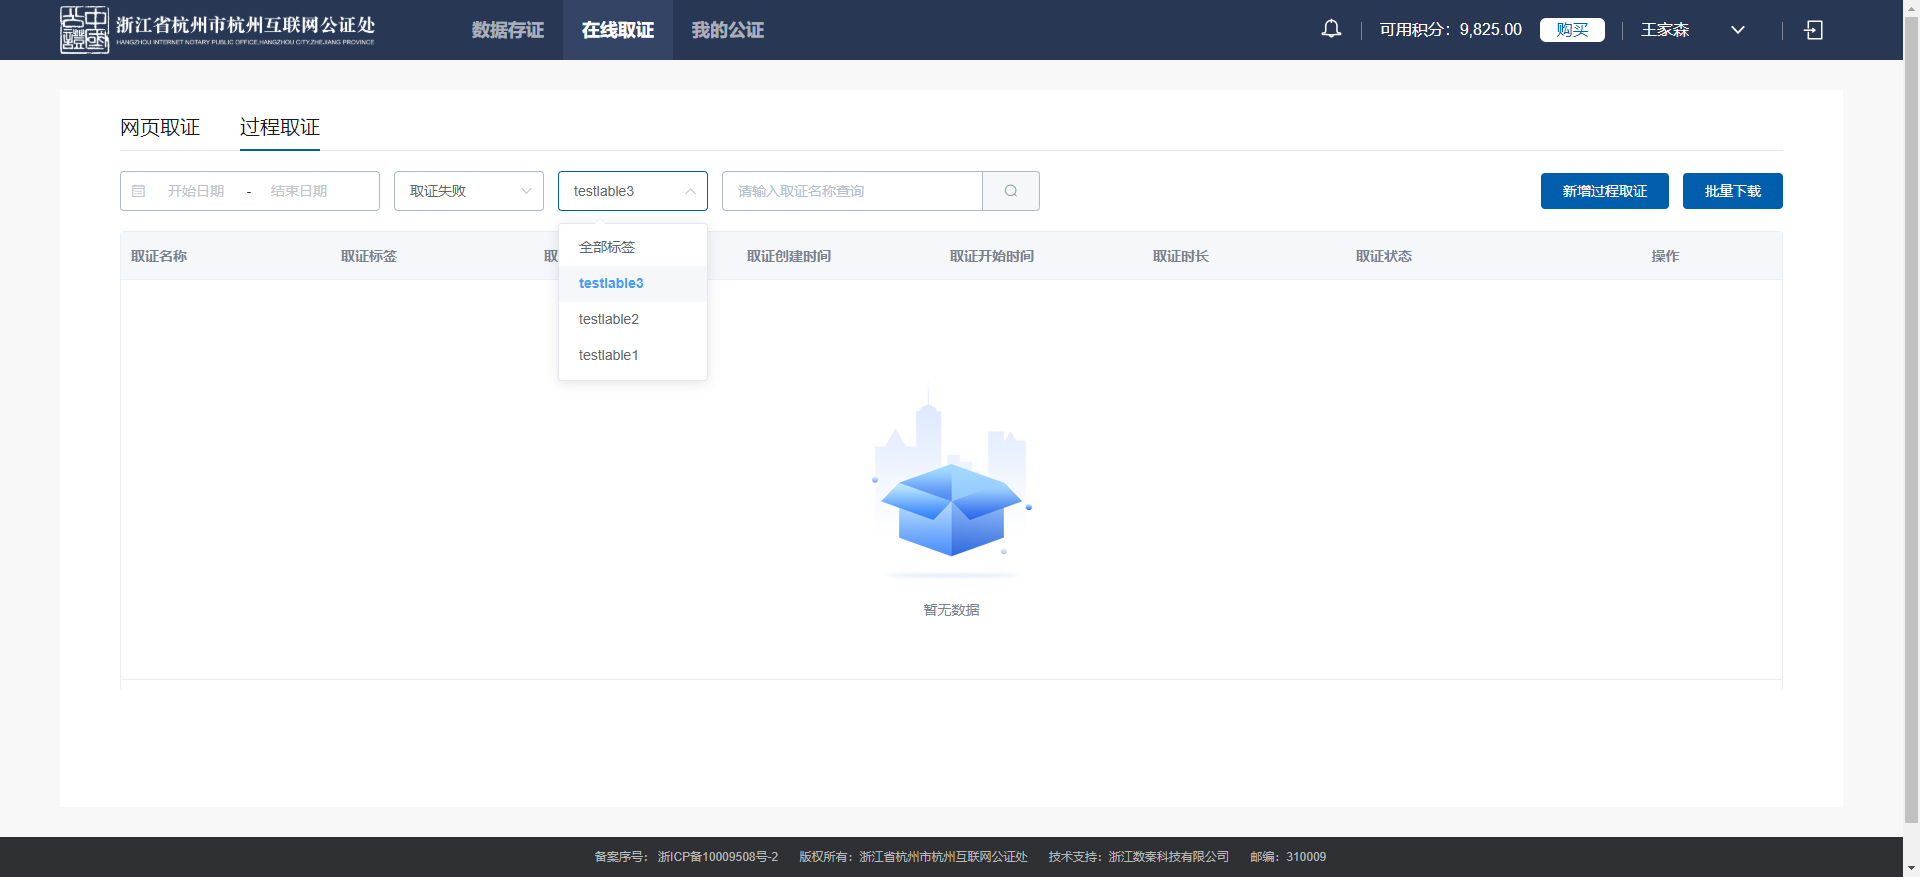 浙江省杭州市杭州互联网公证处
HANGZHOU INTERNET NOTARY PUBLIC OFFICE,HANGZHOU CITY,ZHEJIANG PROVINCE
数据存证 在线取证 我的公证
可用积分：9,825.00 购买 王家森
网页取证 过程取证
开始日期 - 结束日期 取证失败 testlable3 请输入取证名称查询 新增过程取证 批量下载
取证名称 取证标签 取 取证创建时间 取证开始时间 取证时长 取证状态 操作
全部标签
testlable3
testlable2
testlable1
暂无数据
备案序号： 浙ICP备10009508号-2 版权所有：浙江省杭州市杭州互联网公证处 技术支持：浙江数秦科技有限公司 邮编：310009